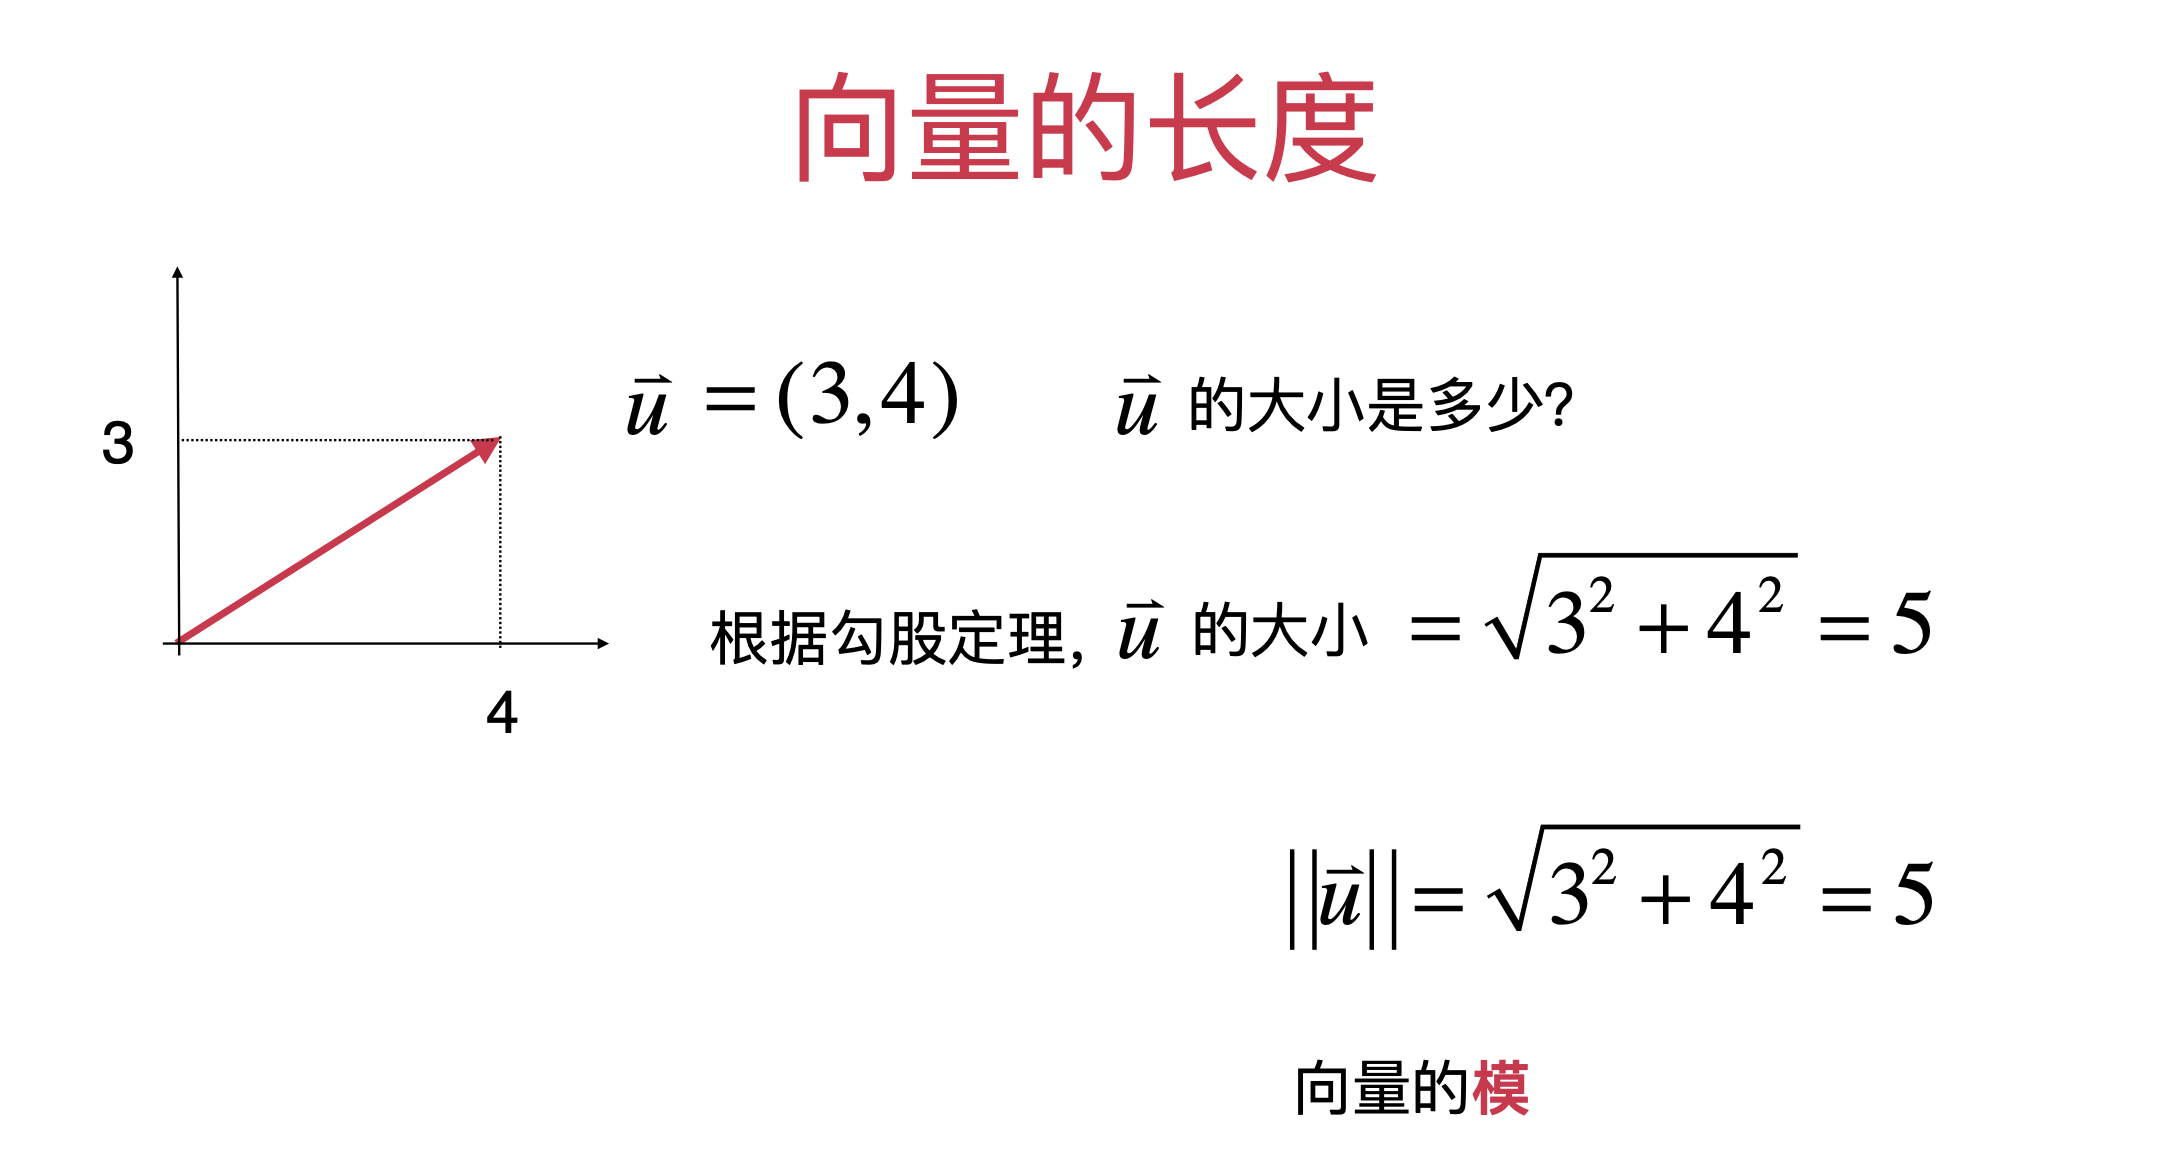 向量的长度
u⃗ = (3,4)
u⃗ 的大小是多少?
3
根据勾股定理, u⃗ 的大小 = √(3² + 4²) = 5
4
||u⃗|| = √(3² + 4²) = 5
向量的模